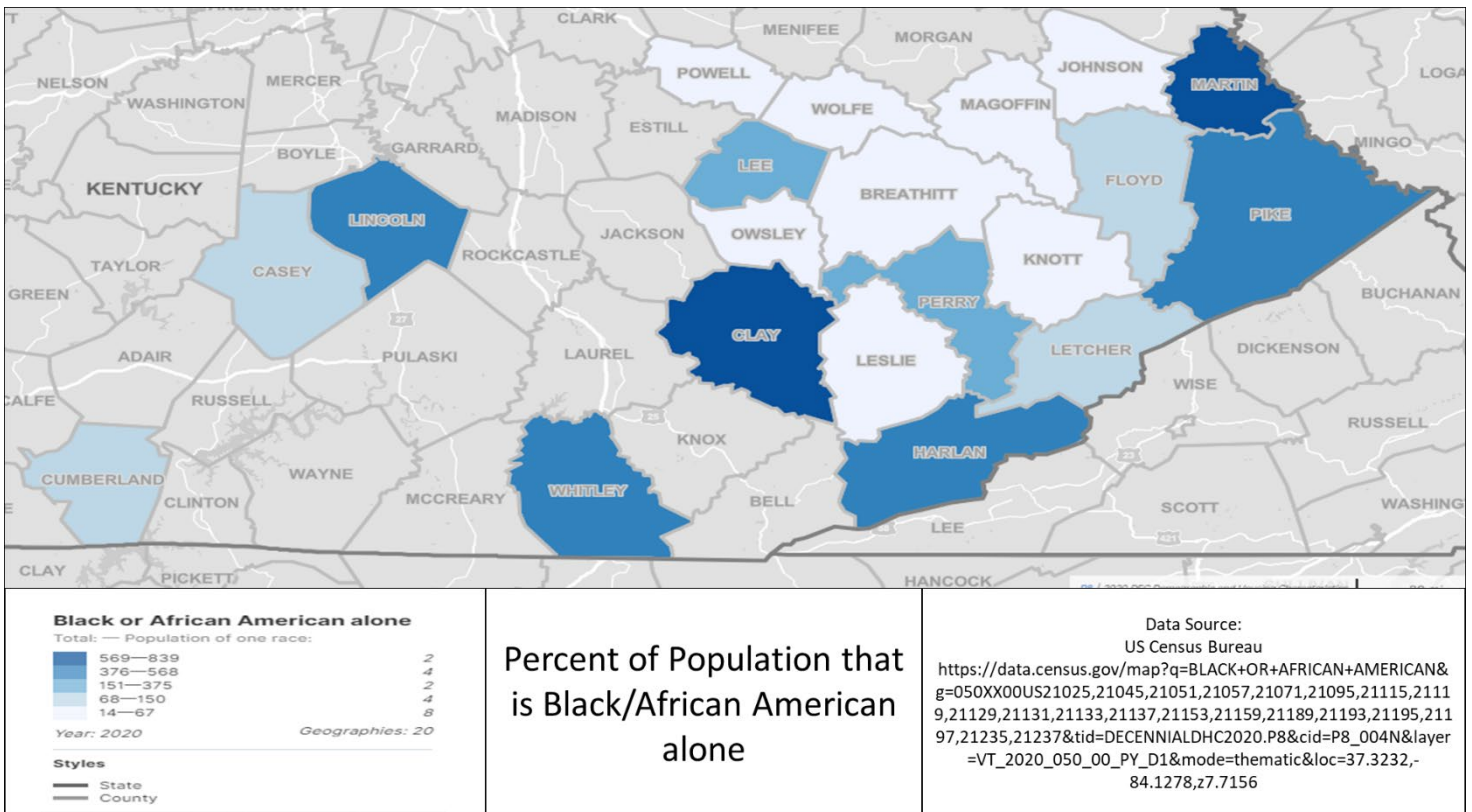 CLARK
MENIFEE
MORGAN
NELSON
MERCER
POWELL
JOHNSON
LOGA
WASHINGTON
WOLFE
MAGOFFIN
MARTIN
MADISON
ESTILL
BOYLE
GARRARD
MINGO
KENTUCKY
LEE
FLOYD
BREATHITT
LINCOLN
PIKE
OWSLEY
JACKSON
ROCKCASTLE
TAYLOR
CASEY
KNOTT
GREEN
BUCHANAN
PERRY
27
CLAY
ADAIR
PULASKI
LAUREL
LESLIE
LETCHER
DICKENSON
WISE
RUSSELL
25
RUSSELL
KNOX
HARLAN
23
CUMBERLAND
WAYNE
CLINTON
MCCREARY
WHITLEY
BELL
LEE
SCOTT
WASHING
421
CLAY
PICKETT
HANCOCK
Black or African American alone
Total: — Population of one race:
569—839 2
376—568 4
151—375 2
68—150 4
14—67 8
Year: 2020 Geographies: 20
Styles
State
County
Percent of Population that
is Black/African American
alone
Data Source:
US Census Bureau
https://data.census.gov/map?q=BLACK+OR+AFRICAN+AMERICAN&
g=050XX00US21025,21045,21051,21057,21071,21095,21115,2111
9,21129,21131,21133,21137,21153,21159,21189,21193,21195,211
97,21235,21237&tid=DECENNIALDHC2020.P8&cid=P8_004N&layer
=VT_2020_050_00_PY_D1&mode=thematic&loc=37.3232,-
84.1278,z7.7156